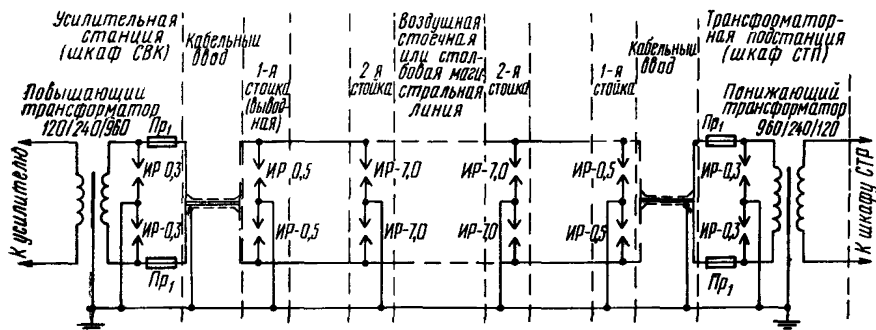 Усилительная
станция
(шкаф СВК)
Кабельный
ввод
1-я
стойка
(вывод-
ная)
2-я
стойка
Воздушная
стоечная
или стол-
бовая маги-
стральная
линия
2-я
стойка
1-я
стойка
Кабельный
ввод
Трансформатор-
ная подстанция
(шкаф СТП)
Повышающий
трансформатор
120/240/960
Понижающий
трансформатор
960/240/120
Пр1
Пр1
ИР-0,3
ИР-0,5
ИР-7,0
ИР-7,0
ИР-0,5
ИР-0,3
К усилителю
К шкафу СТР
ИР-0,3
ИР-0,5
ИР-7,0
ИР-7,0
ИР-0,5
ИР-0,3
Пр1
Пр1